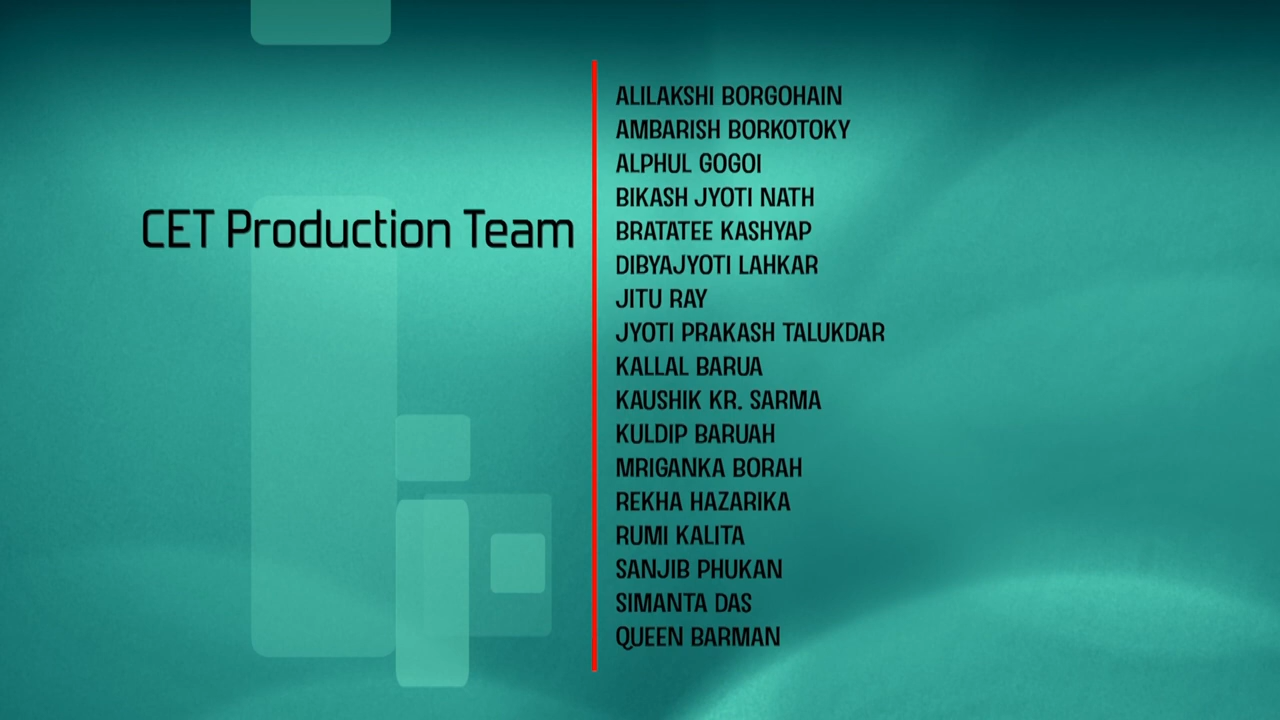 CET Production Team
ALILAKSHI BORGOHAIN
AMBARISH BORKOTOKY
ALPHUL GOGOI
BIKASH JYOTI NATH
BRATATEE KASHYAP
DIBYAJYOTI LAHKAR
JITU RAY
JYOTI PRAKASH TALUKDAR
KALLAL BARUA
KAUSHIK KR. SARMA
KULDIP BARUAH
MRIGANKA BORAH
REKHA HAZARIKA
RUMI KALITA
SANJIB PHUKAN
SIMANTA DAS
QUEEN BARMAN